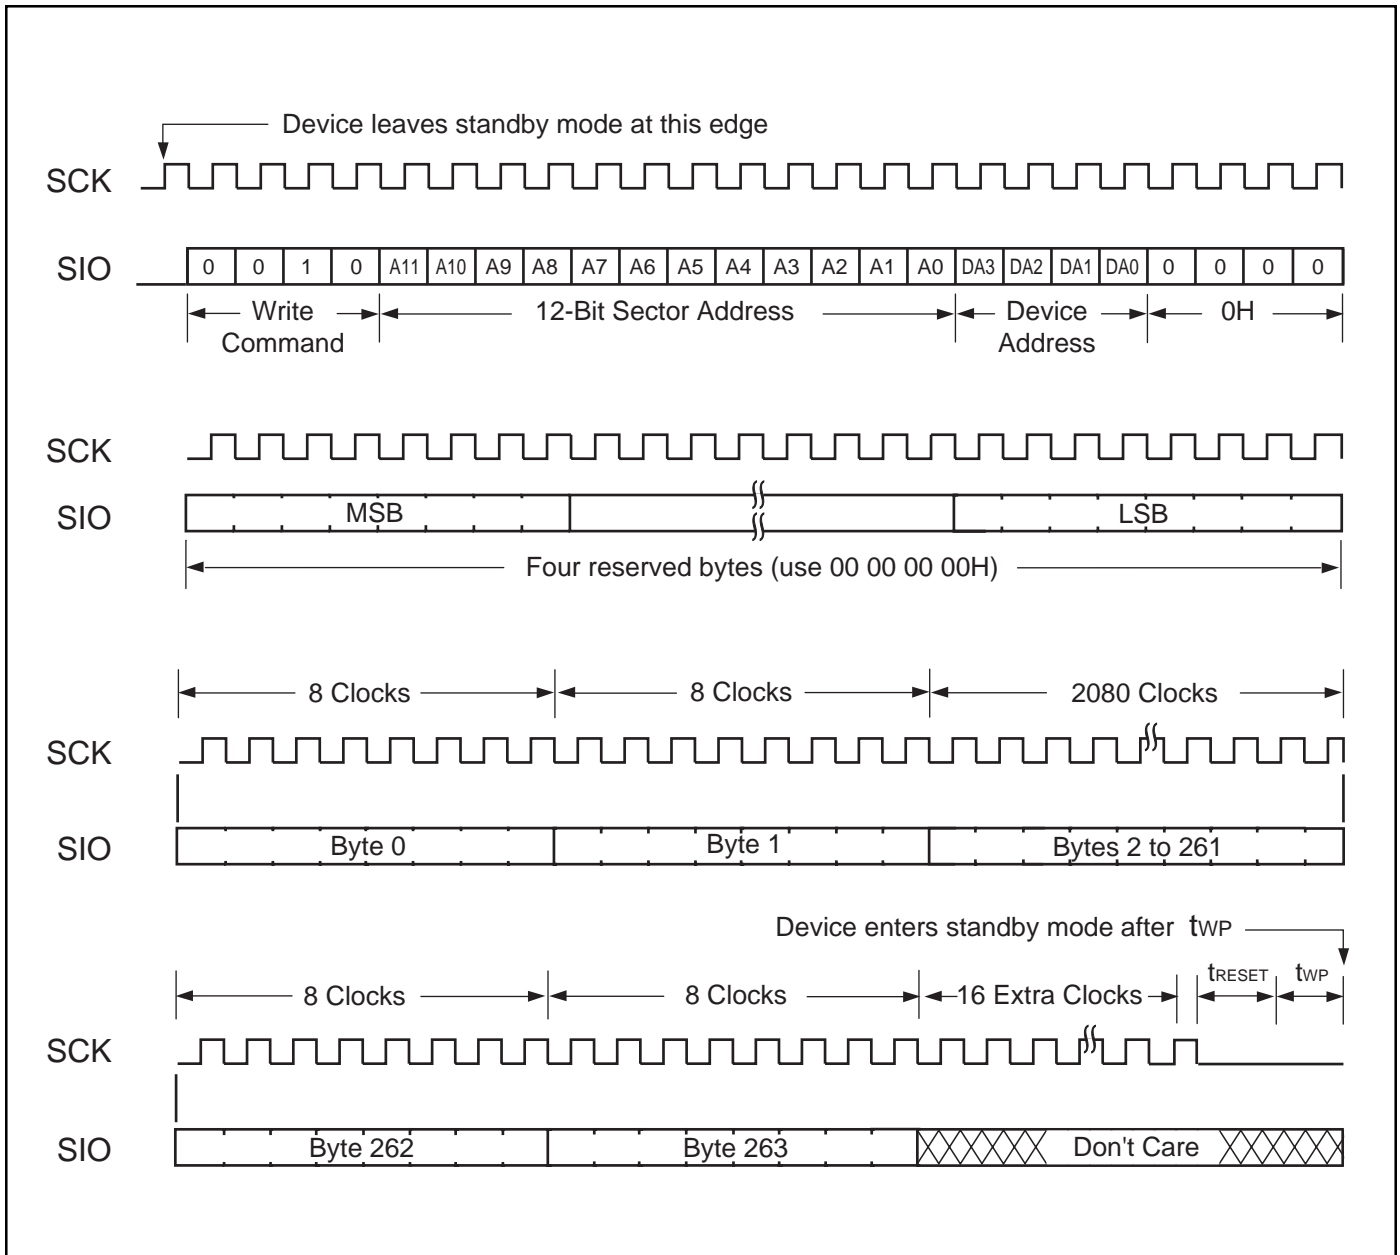 Device leaves standby mode at this edge
SCK
SIO 0 0 1 0 A11 A10 A9 A8 A7 A6 A5 A4 A3 A2 A1 A0 DA3 DA2 DA1 DA0 0 0 0 0
Write Command 12-Bit Sector Address Device Address 0H
SCK
SIO MSB LSB
Four reserved bytes (use 00 00 00 00H)
8 Clocks 8 Clocks 2080 Clocks
SCK
SIO Byte 0 Byte 1 Bytes 2 to 261
Device enters standby mode after tWP
8 Clocks 8 Clocks 16 Extra Clocks tRESET tWP
SCK
SIO Byte 262 Byte 263 Don't Care